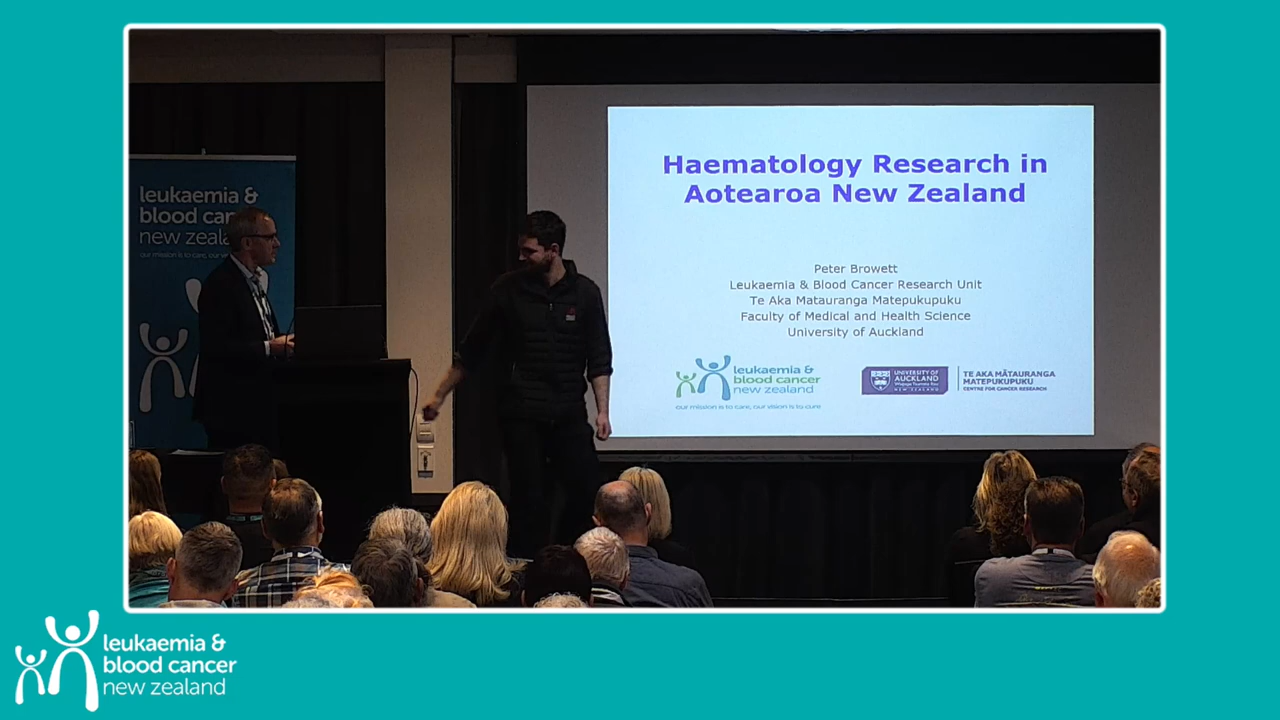 leukaemia &
blood can
new zeala
Haematology Research in
Aotearoa New Zealand
Peter Browett
Leukaemia & Blood Cancer Research Unit
Te Aka Matauranga Matepukupuku
Faculty of Medical and Health Science
University of Auckland
leukaemia &
blood cancer
new zealand
our mission is to care, our vision is to cure
UNIVERSITY OF
AUCKLAND
NEW ZEALAND
TE AKA MĀTAURANGA
MATEPUKUPUKU
CENTRE FOR CANCER RESEARCH
leukaemia &
blood cancer
new zealand